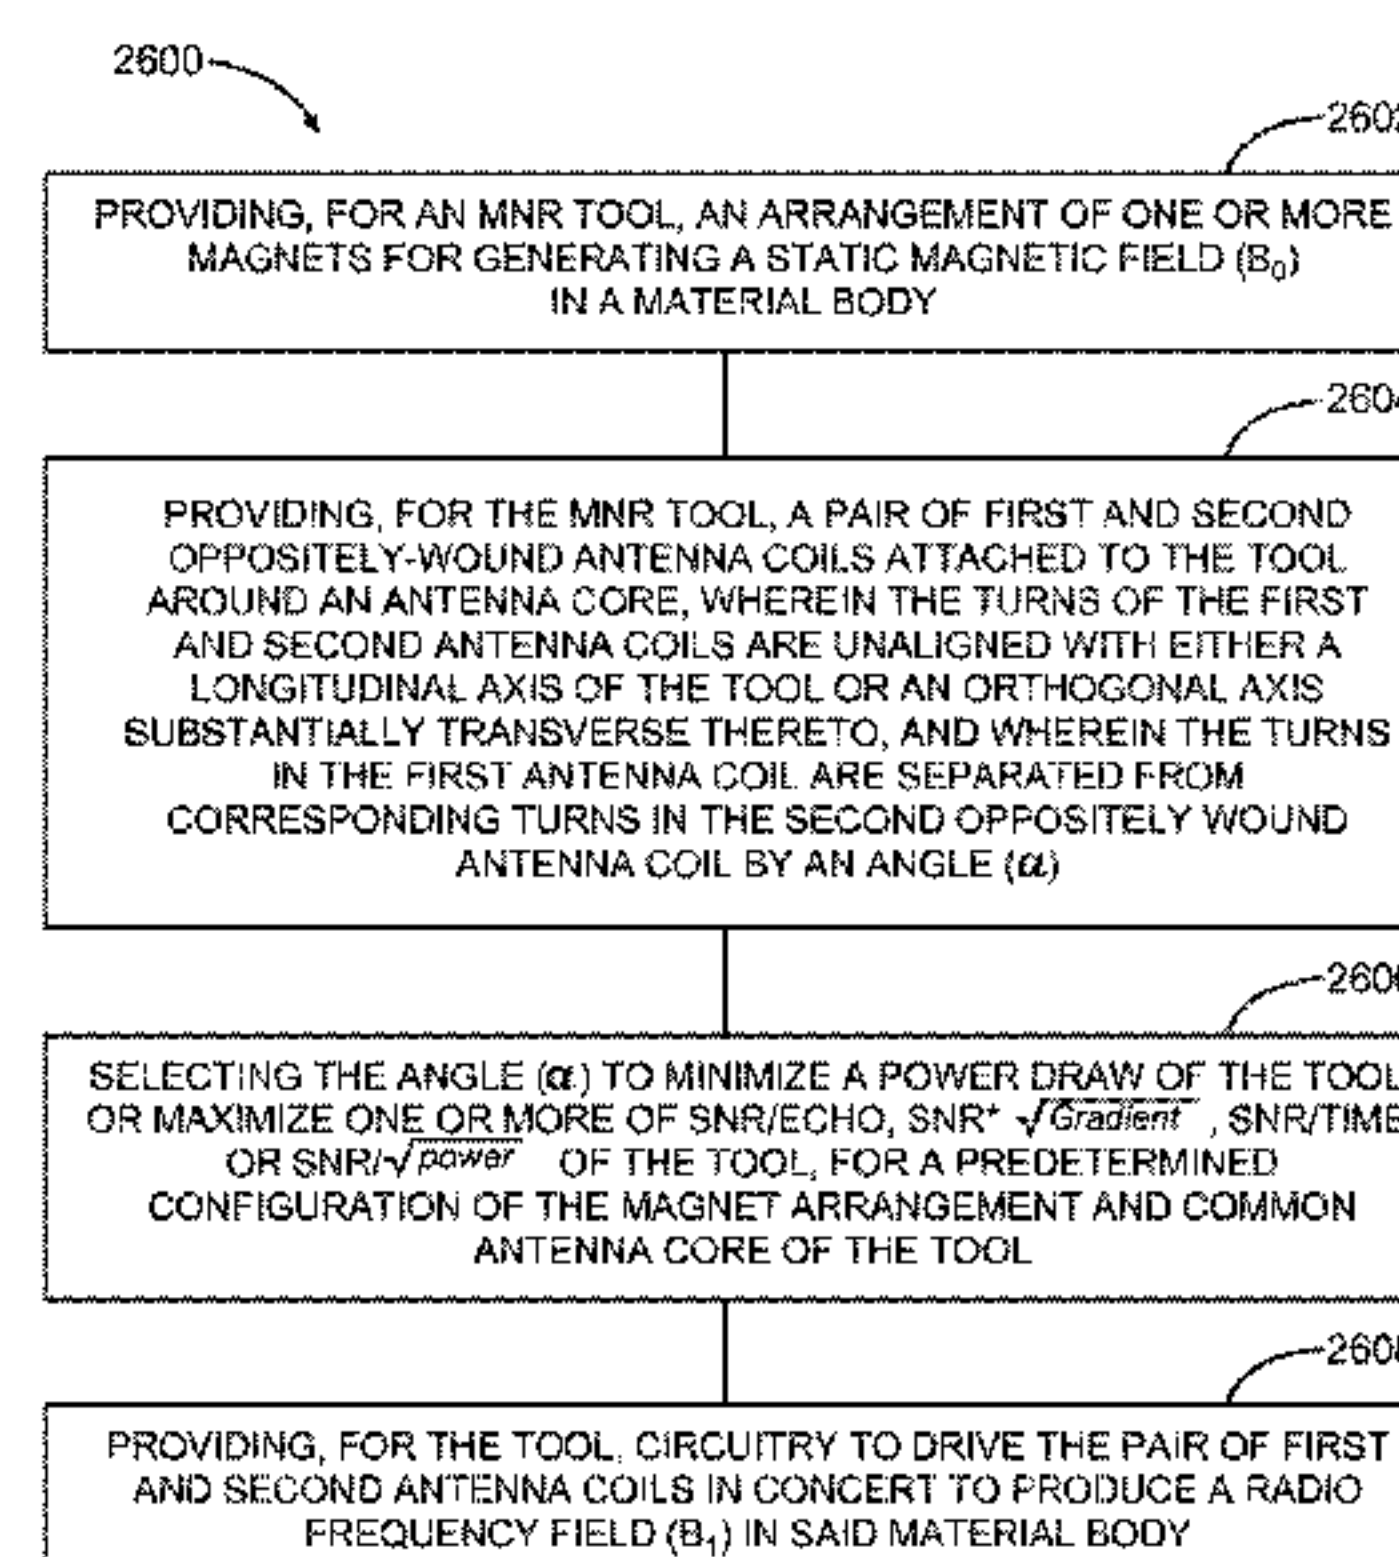 2600
PROVIDING, FOR AN MNR TOOL, AN ARRANGEMENT OF ONE OR MORE
MAGNETS FOR GENERATING A STATIC MAGNETIC FIELD (B₀)
IN A MATERIAL BODY
PROVIDING, FOR THE MNR TOOL, A PAIR OF FIRST AND SECOND
OPPOSITELY-WOUND ANTENNA COILS ATTACHED TO THE TOOL
AROUND AN ANTENNA CORE, WHEREIN THE TURNS OF THE FIRST
AND SECOND ANTENNA COILS ARE UNALIGNED WITH EITHER A
LONGITUDINAL AXIS OF THE TOOL OR AN ORTHOGONAL AXIS
SUBSTANTIALLY TRANSVERSE THERETO, AND WHEREIN THE TURNS
IN THE FIRST ANTENNA COIL ARE SEPARATED FROM
CORRESPONDING TURNS IN THE SECOND OPPOSITELY WOUND
ANTENNA COIL BY AN ANGLE (α)
SELECTING THE ANGLE (α) TO MINIMIZE A POWER DRAW OF THE TOOL
OR MAXIMIZE ONE OR MORE OF SNR/ECHO, SNR* √Gradient , SNR/TIME
OR SNR/√power OF THE TOOL, FOR A PREDETERMINED
CONFIGURATION OF THE MAGNET ARRANGEMENT AND COMMON
ANTENNA CORE OF THE TOOL
PROVIDING, FOR THE TOOL, CIRCUITRY TO DRIVE THE PAIR OF FIRST
AND SECOND ANTENNA COILS IN CONCERT TO PRODUCE A RADIO
FREQUENCY FIELD (B₁) IN SAID MATERIAL BODY